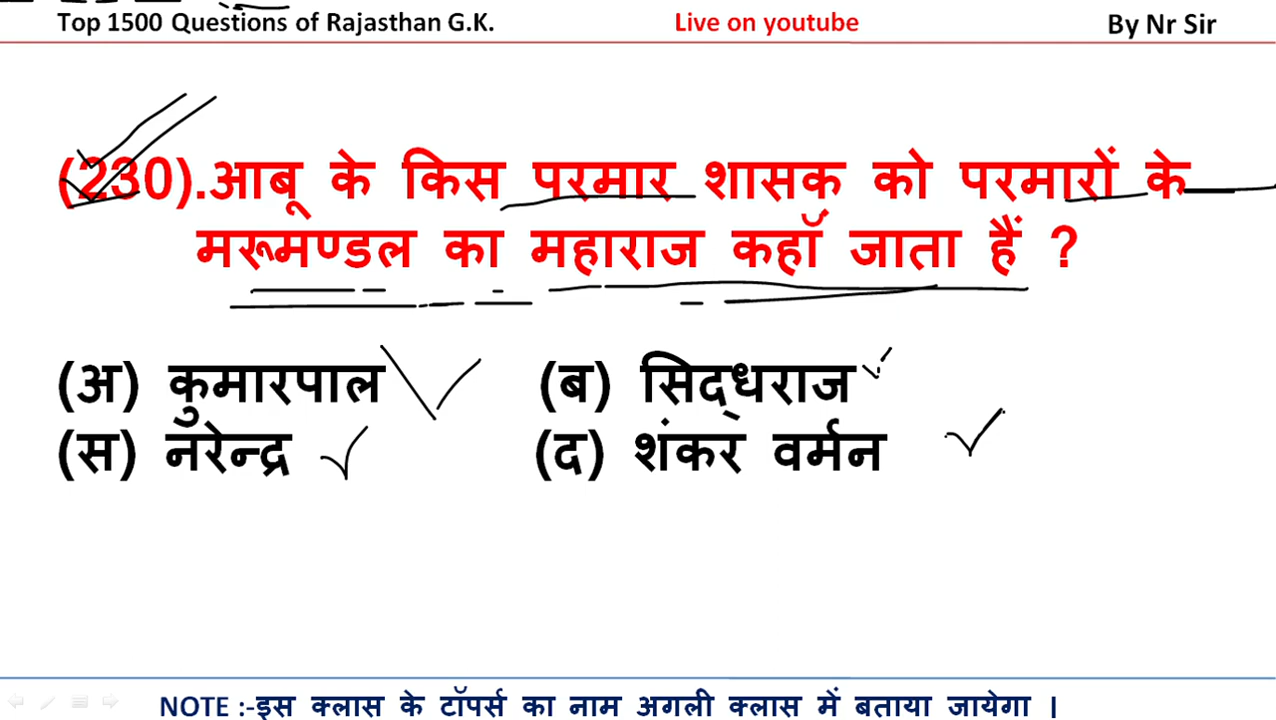 Top 1500 Questions of Rajasthan G.K. Live on youtube By Nr Sir
(230).आबू के किस परमार शासक को परमारों के
मरूमण्डल का महाराज कहाॅं जाता हैं ?
(अ) कुमारपाल (ब) सिद्धराज
(स) नरेन्द्र (द) शंकर वर्मन
NOTE :-इस क्लास के टॉपर्स का नाम अगली क्लास में बताया जायेगा ।